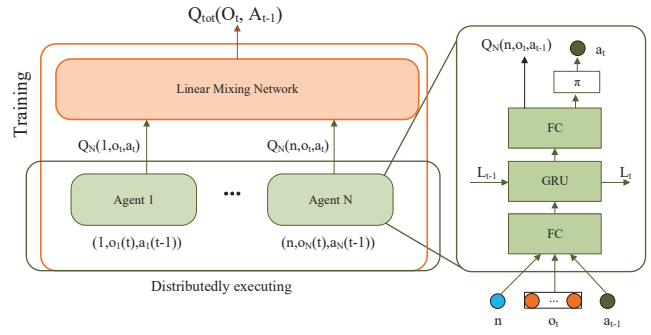 Q_tot(O_t, A_t-1)
Training
Linear Mixing Network
Q_N(1,o_t,a_t)
Q_N(n,o_t,a_t)
Agent 1
...
Agent N
(1,o_1(t),a_1(t-1))
(n,o_N(t),a_N(t-1))
Distributedly executing
Q_N(n,o_t,a_t-1)
a_t
π
FC
L_t-1
GRU
L_t
FC
...
n
o_t
a_t-1